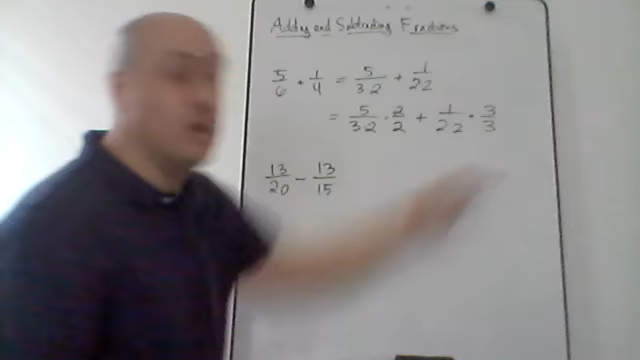 Adding and Subtracting Fractions
5/6 + 1/4 = 5/3·2 + 1/2·2
= 5/3·2 · 2/2 + 1/2·2 · 3/3
13/20 − 13/15